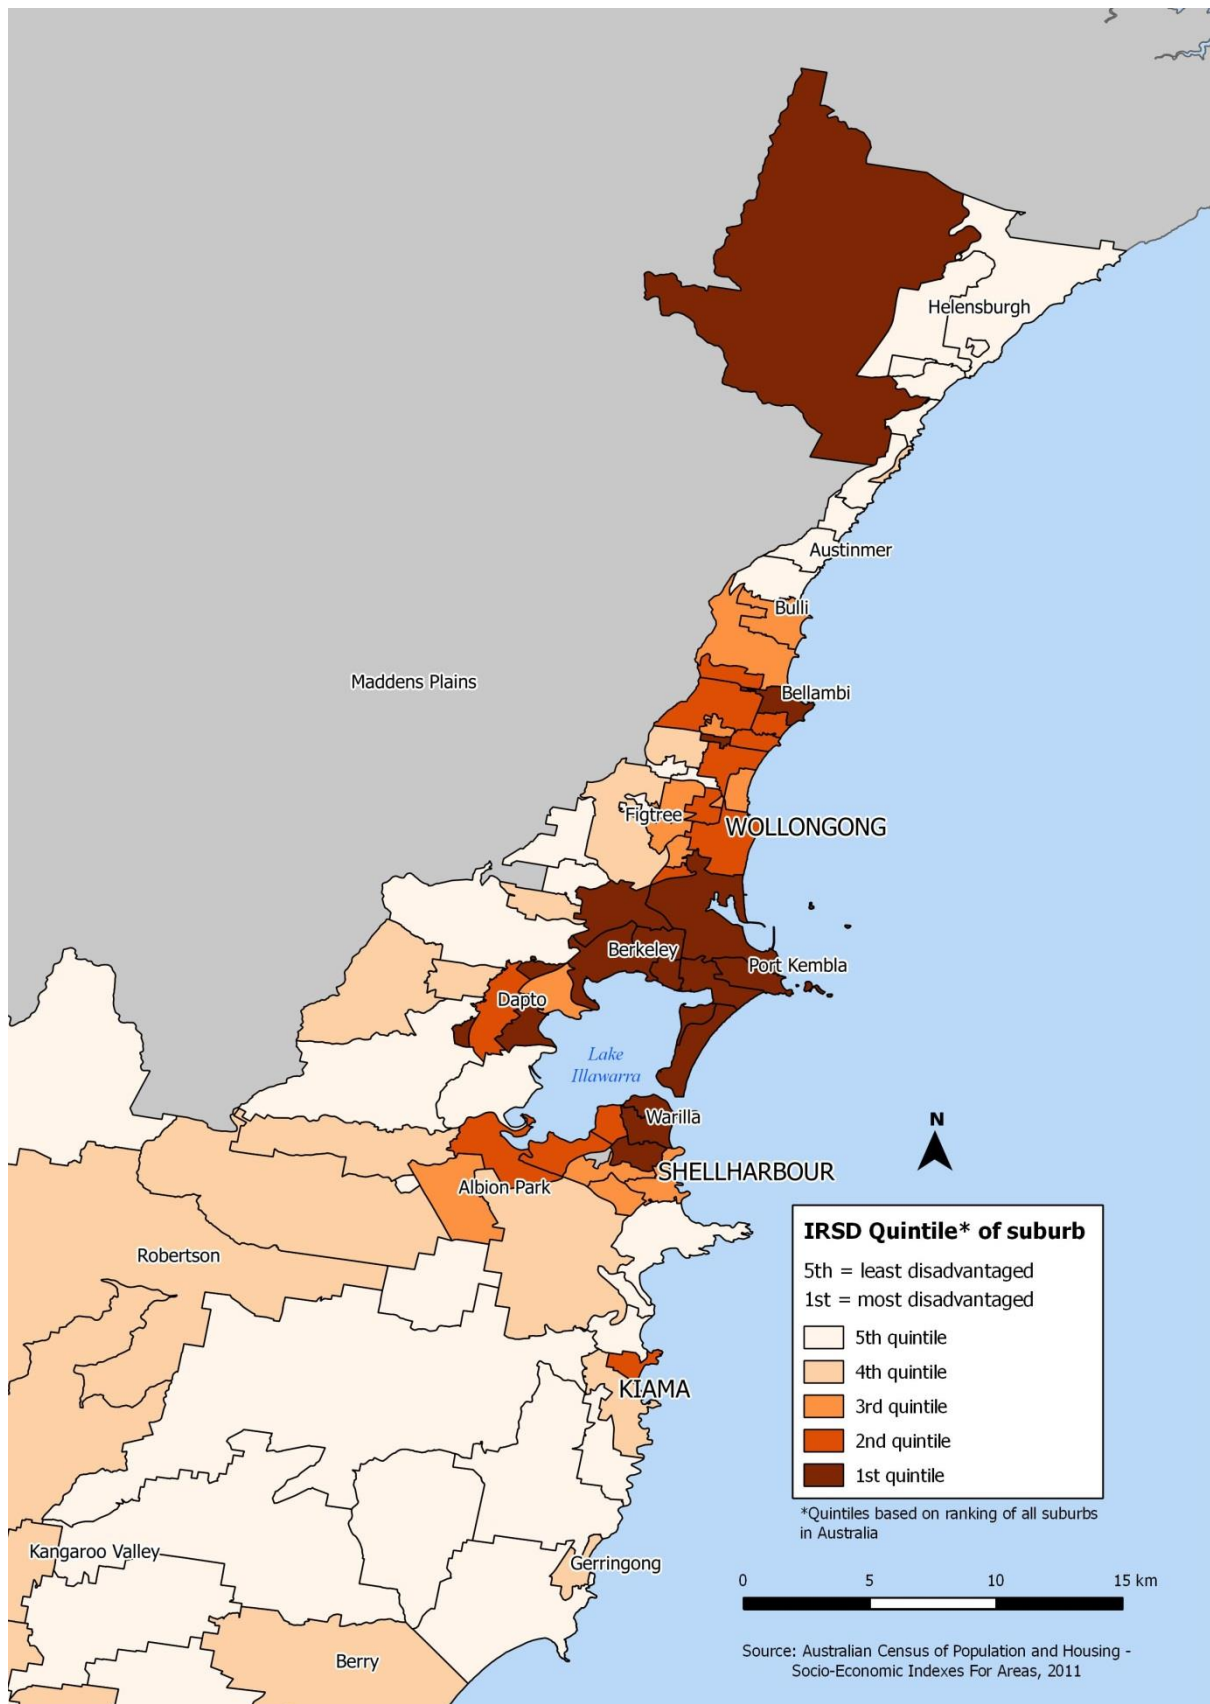 Helensburgh
Austinmer
Bulli
Maddens Plains
Bellambi
Figtree
WOLLONGONG
Berkeley
Port Kembla
Dapto
Lake
Illawarra
Warilla
N
SHELLHARBOUR
Albion Park
Robertson
KIAMA
Kangaroo Valley
Gerringong
Berry
IRSD Quintile* of suburb
5th = least disadvantaged
1st = most disadvantaged
5th quintile
4th quintile
3rd quintile
2nd quintile
1st quintile
*Quintiles based on ranking of all suburbs
in Australia
0 5 10 15 km
Source: Australian Census of Population and Housing -
Socio-Economic Indexes For Areas, 2011